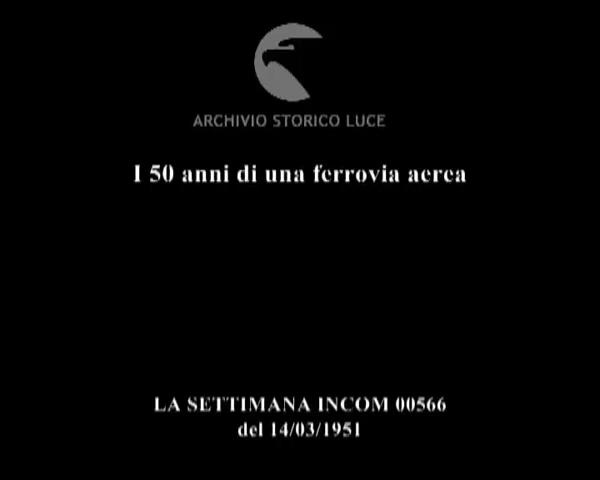 ARCHIVIO STORICO LUCE
I 50 anni di una ferrovia aerea
LA SETTIMANA INCOM 00566
del 14/03/1951